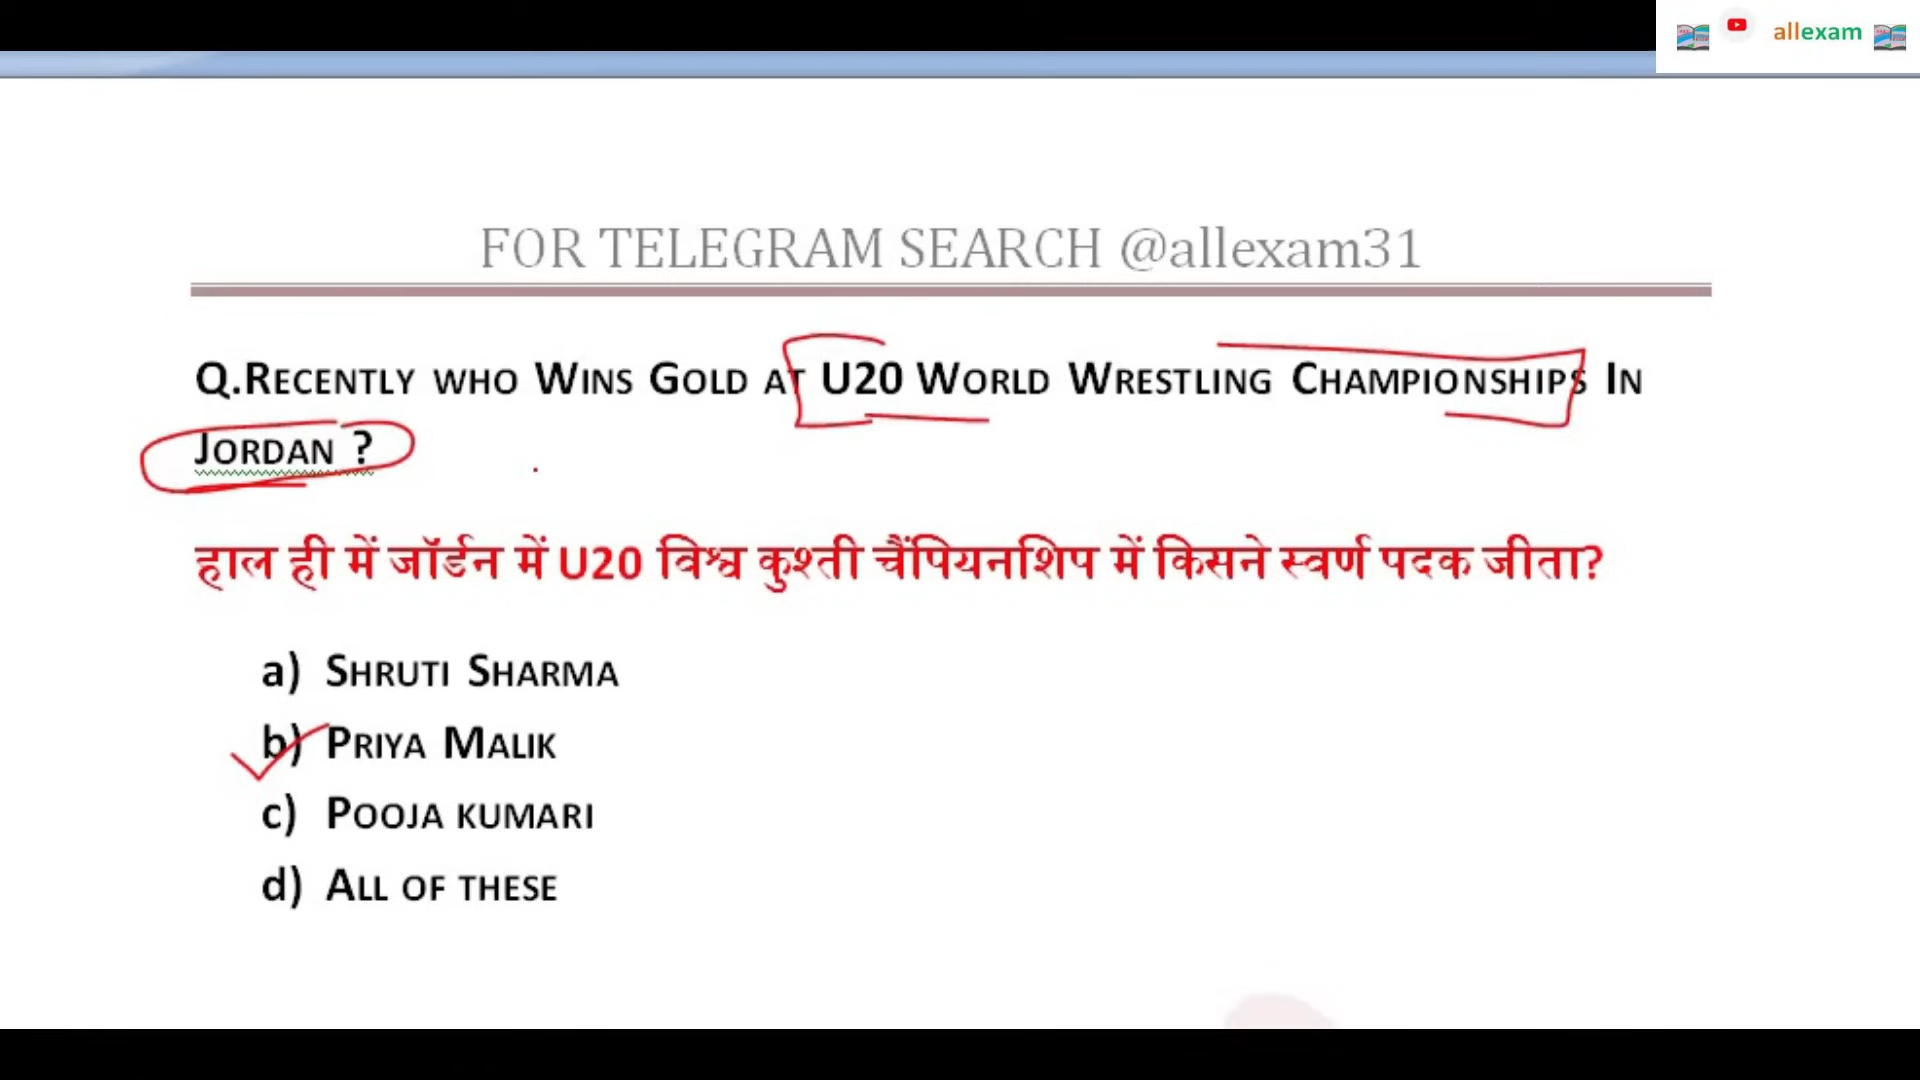 allexam
FOR TELEGRAM SEARCH @allexam31
Q.RECENTLY WHO WINS GOLD AT U20 WORLD WRESTLING CHAMPIONSHIPS IN
JORDAN ?
हाल ही में जॉर्डन में U20 विश्व कुश्ती चैंपियनशिप में किसने स्वर्ण पदक जीता?
a) SHRUTI SHARMA
b) PRIYA MALIK
c) POOJA KUMARI
d) ALL OF THESE